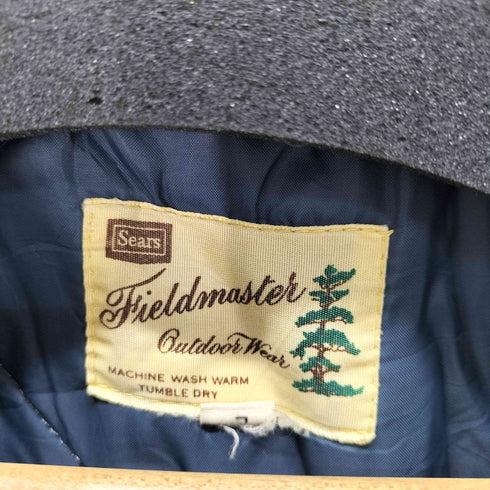 Sears
Fieldmaster
Outdoor Wear
MACHINE WASH WARM
TUMBLE DRY